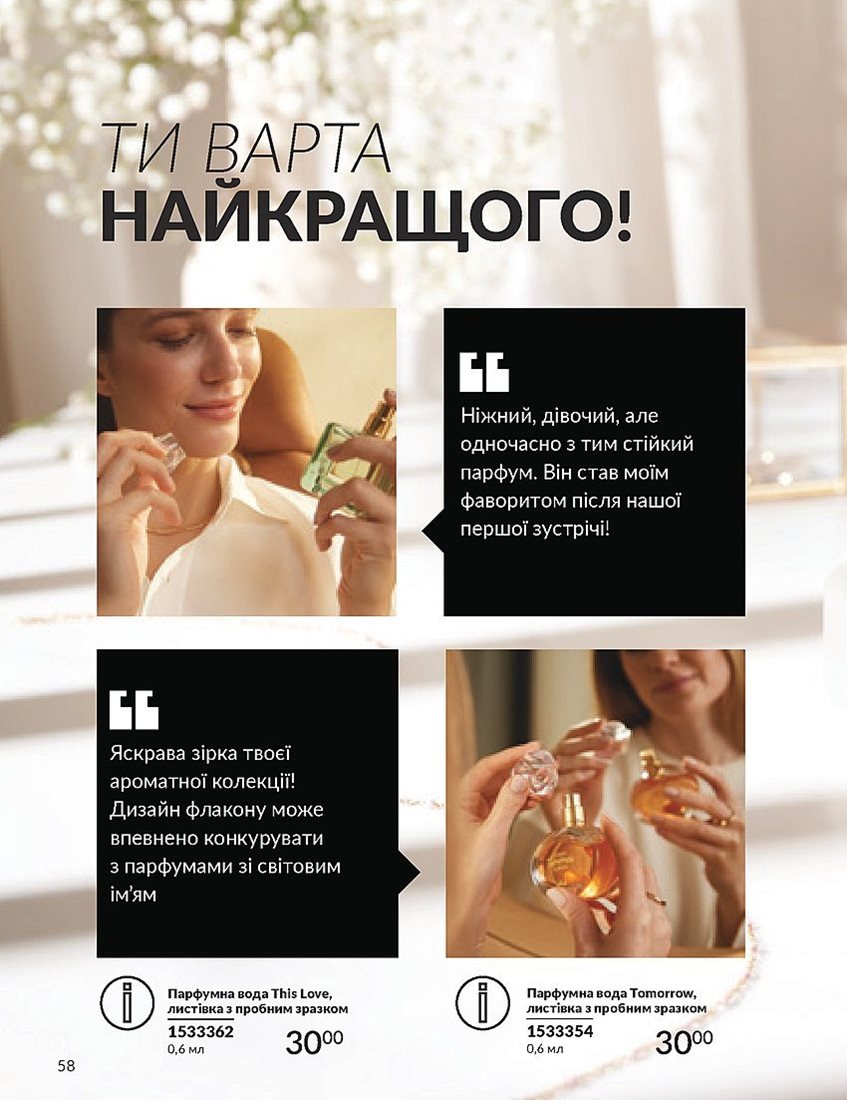 ТИ ВАРТА
НАЙКРАЩОГО!
Ніжний, дівочий, але
одночасно з тим стійкий
парфум. Він став моїм
фаворитом після нашої
першої зустрічі!
Яскрава зірка твоєї
ароматної колекції!
Дизайн флакону може
впевнено конкурувати
з парфумами зі світовим
ім’ям
Парфумна вода This Love,
листівка з пробним зразком
1533362
0,6 мл
30⁰⁰
Парфумна вода Tomorrow,
листівка з пробним зразком
1533354
0,6 мл
30⁰⁰
58